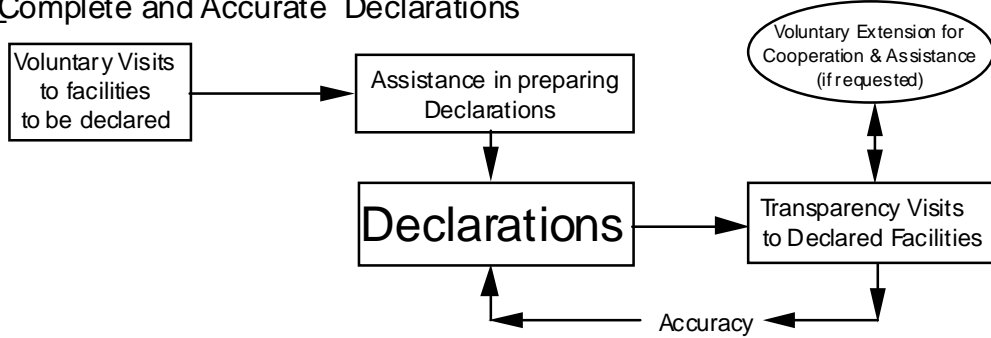 Complete and Accurate Declarations
Voluntary Visits
to facilities
to be declared
Assistance in preparing
Declarations
Voluntary Extension for
Cooperation & Assistance
(if requested)
Declarations
Transparency Visits
to Declared Facilities
Accuracy